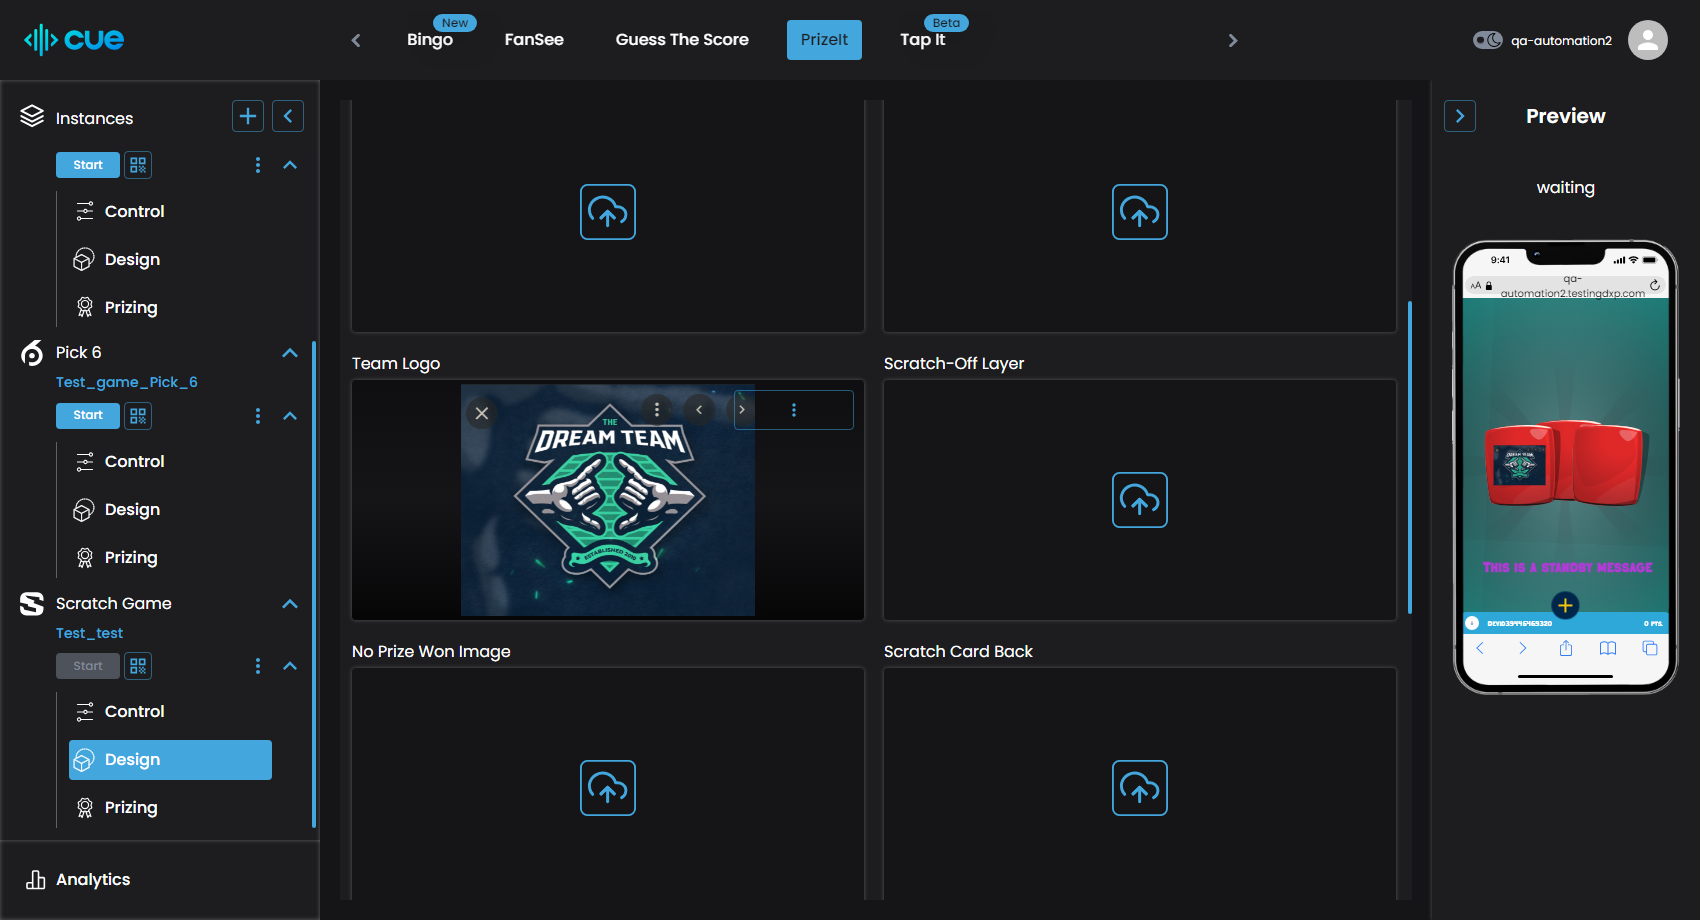 cue
New
Bingo
FanSee
Guess The Score
PrizeIt
Beta
Tap It
qa-automation2
Instances
Start
Control
Design
Prizing
Pick 6
Test_game_Pick_6
Start
Control
Design
Prizing
Scratch Game
Test_test
Start
Control
Design
Prizing
Analytics
Team Logo
THE
DREAM TEAM
ESTABLISHED 2010
Scratch-Off Layer
No Prize Won Image
Scratch Card Back
Preview
waiting
9:41
AA
qa-
automation2.testingdxp.com
DREAM TEAM
This is a standby message
0 PTS.